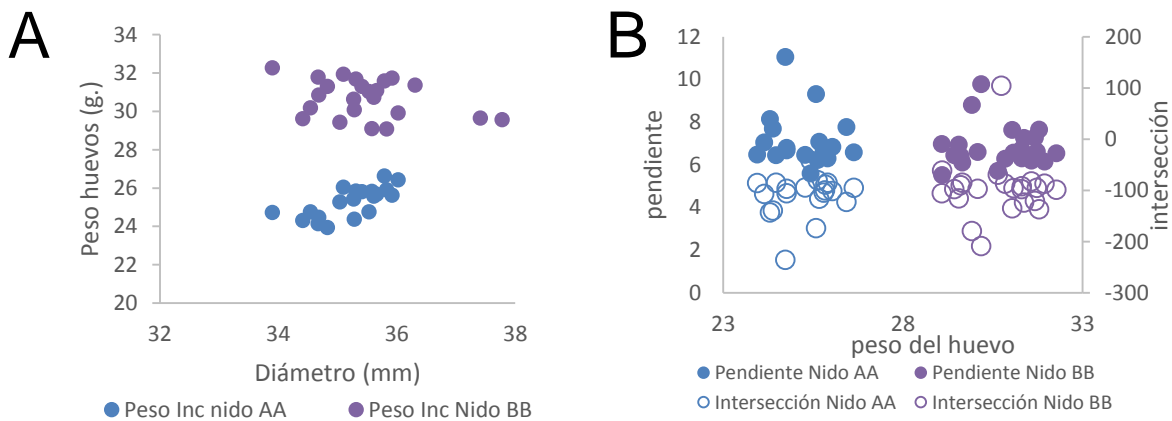 A
Peso huevos (g.)
34
32
30
28
26
24
22
20
32 34 36 38
Diámetro (mm)
Peso Inc nido AA Peso Inc Nido BB
B
pendiente
12
10
8
6
4
2
0
200
100
0
-100
-200
-300
intersección
23 28 33
peso del huevo
Pendiente Nido AA Pendiente Nido BB
Intersección Nido AA Intersección Nido BB